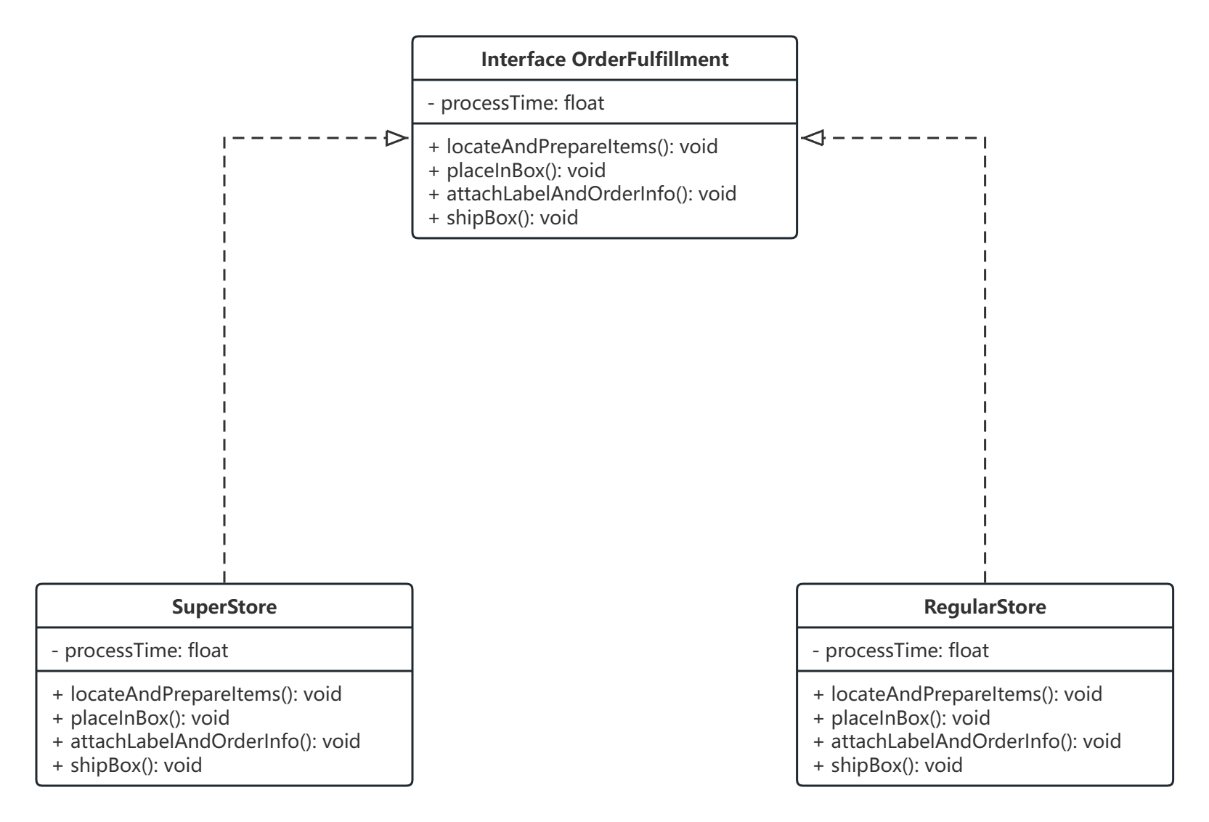 Interface OrderFulfillment
- processTime: float
+ locateAndPrepareItems(): void
+ placeInBox(): void
+ attachLabelAndOrderInfo(): void
+ shipBox(): void
SuperStore
- processTime: float
+ locateAndPrepareItems(): void
+ placeInBox(): void
+ attachLabelAndOrderInfo(): void
+ shipBox(): void
RegularStore
- processTime: float
+ locateAndPrepareItems(): void
+ placeInBox(): void
+ attachLabelAndOrderInfo(): void
+ shipBox(): void